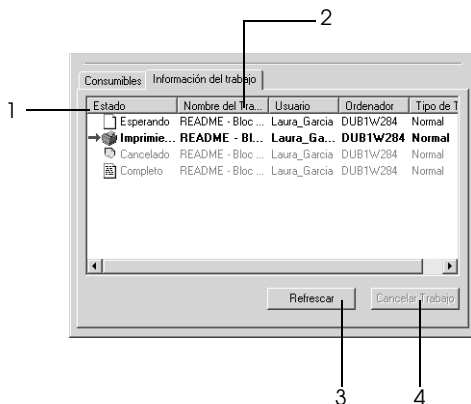 2
Consumibles Información del trabajo
1
Estado Nombre del Tra... Usuario Ordenador Tipo de T
Esperando README - Bloc ... Laura_Garcia DUB1W284 Normal
Imprimie... README - Bl... Laura_Ga... DUB1W284 Normal
Cancelado README - Bloc ... Laura_Garcia DUB1W284 Normal
Completo README - Bloc ... Laura_Garcia DUB1W284 Normal
Refrescar Cancelar Trabajo
3 4